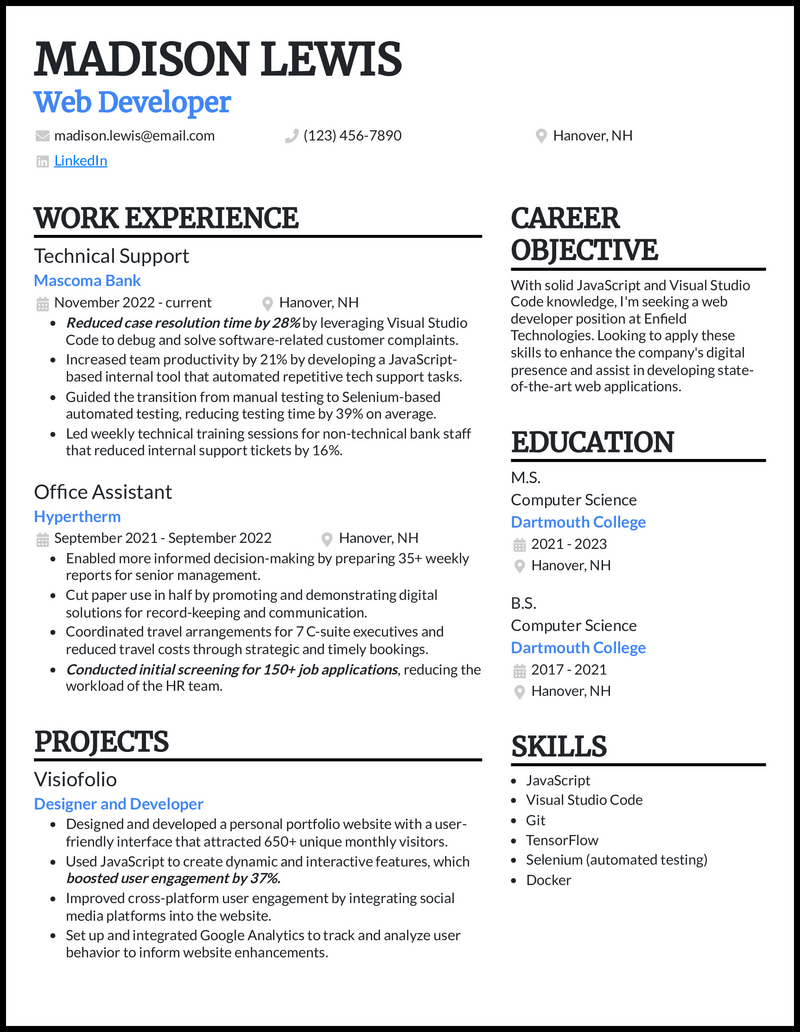 MADISON LEWIS
Web Developer
madison.lewis@email.com (123) 456-7890 Hanover, NH
LinkedIn
WORK EXPERIENCE
Technical Support
Mascoma Bank
November 2022 - current Hanover, NH
• Reduced case resolution time by 28% by leveraging Visual Studio
Code to debug and solve software-related customer complaints.
• Increased team productivity by 21% by developing a JavaScript-
based internal tool that automated repetitive tech support tasks.
• Guided the transition from manual testing to Selenium-based
automated testing, reducing testing time by 39% on average.
• Led weekly technical training sessions for non-technical bank staff
that reduced internal support tickets by 16%.
Office Assistant
Hypertherm
September 2021 - September 2022 Hanover, NH
• Enabled more informed decision-making by preparing 35+ weekly
reports for senior management.
• Cut paper use in half by promoting and demonstrating digital
solutions for record-keeping and communication.
• Coordinated travel arrangements for 7 C-suite executives and
reduced travel costs through strategic and timely bookings.
• Conducted initial screening for 150+ job applications, reducing the
workload of the HR team.
PROJECTS
Visiofolio
Designer and Developer
• Designed and developed a personal portfolio website with a user-
friendly interface that attracted 650+ unique monthly visitors.
• Used JavaScript to create dynamic and interactive features, which
boosted user engagement by 37%.
• Improved cross-platform user engagement by integrating social
media platforms into the website.
• Set up and integrated Google Analytics to track and analyze user
behavior to inform website enhancements.
CAREER
OBJECTIVE
With solid JavaScript and Visual Studio
Code knowledge, I'm seeking a web
developer position at Enfield
Technologies. Looking to apply these
skills to enhance the company's digital
presence and assist in developing state-
of-the-art web applications.
EDUCATION
M.S.
Computer Science
Dartmouth College
2021 - 2023
Hanover, NH
B.S.
Computer Science
Dartmouth College
2017 - 2021
Hanover, NH
SKILLS
• JavaScript
• Visual Studio Code
• Git
• TensorFlow
• Selenium (automated testing)
• Docker